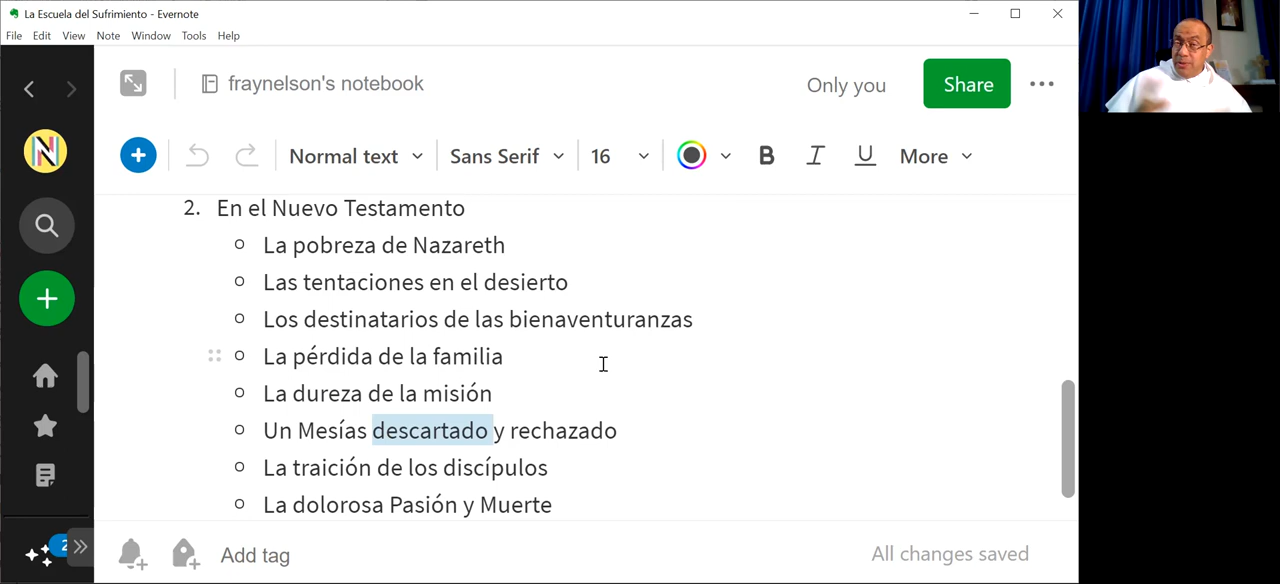 La Escuela del Sufrimiento - Evernote
File Edit View Note Window Tools Help
fraynelson's notebook
Only you
Share
Normal text
Sans Serif
16
B I U
More
2. En el Nuevo Testamento
La pobreza de Nazareth
Las tentaciones en el desierto
Los destinatarios de las bienaventuranzas
La pérdida de la familia
La dureza de la misión
Un Mesías descartado y rechazado
La traición de los discípulos
La dolorosa Pasión y Muerte
2
Add tag
All changes saved